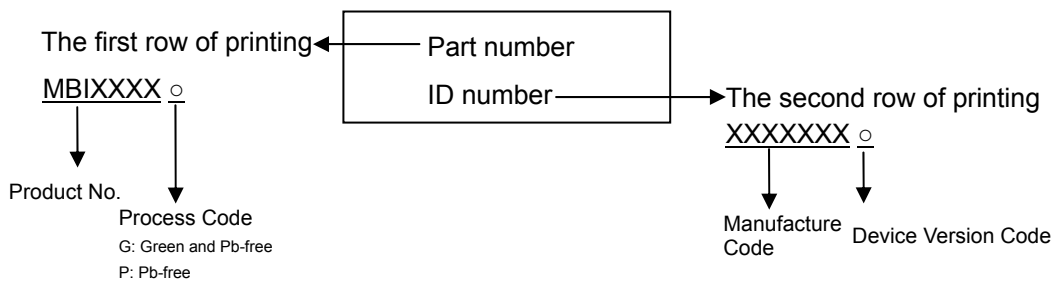 The first row of printing
Part number
MBIXXXX ○
ID number
The second row of printing
XXXXXXX ○
Product No.
Process Code
G: Green and Pb-free
P: Pb-free
Manufacture
Code
Device Version Code